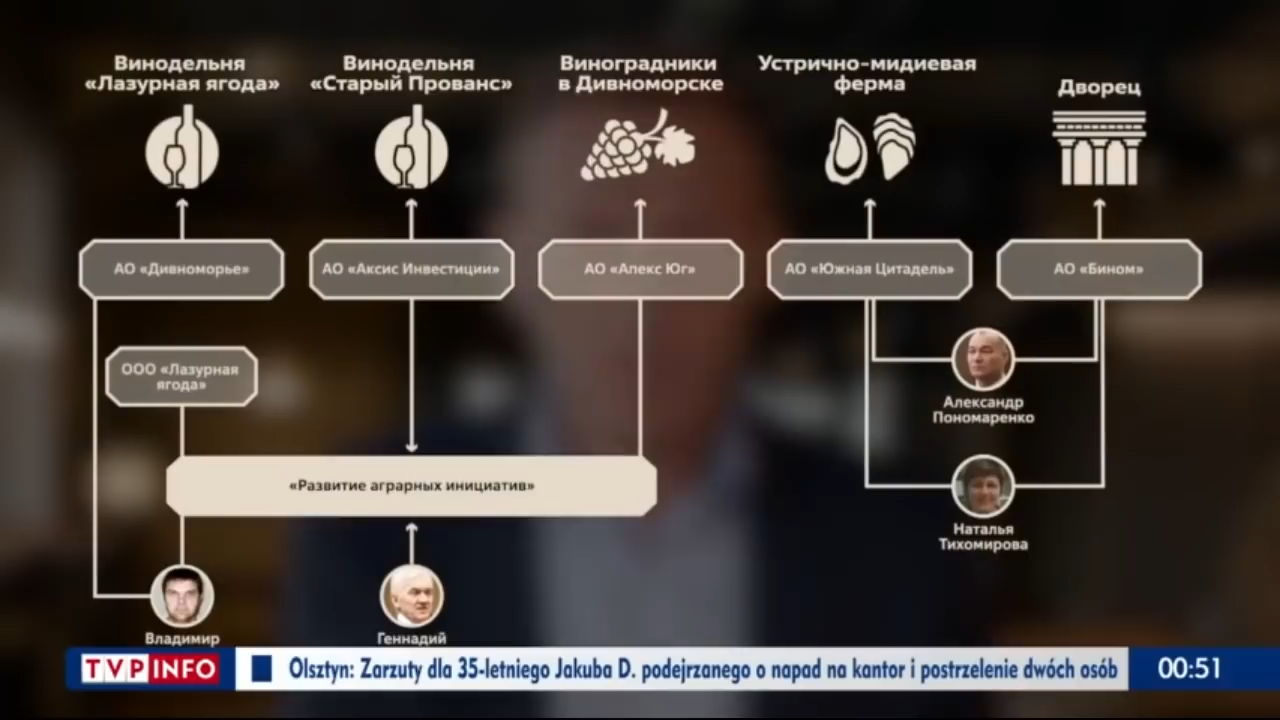 Винодельня
«Лазурная ягода»
Винодельня
«Старый Прованс»
Виноградники
в Дивноморске
Устрично-мидиевая
ферма
Дворец
АО «Дивноморье»
АО «Аксис Инвестиции»
АО «Апекс Юг»
АО «Южная Цитадель»
АО «Бином»
ООО «Лазурная
ягода»
Александр
Пономаренко
«Развитие аграрных инициатив»
Наталья
Тихомирова
Владимир
Геннадий
TVP INFO
Olsztyn: Zarzuty dla 35-letniego Jakuba D. podejrzanego o napad na kantor i postrzelenie dwóch osób
00:51